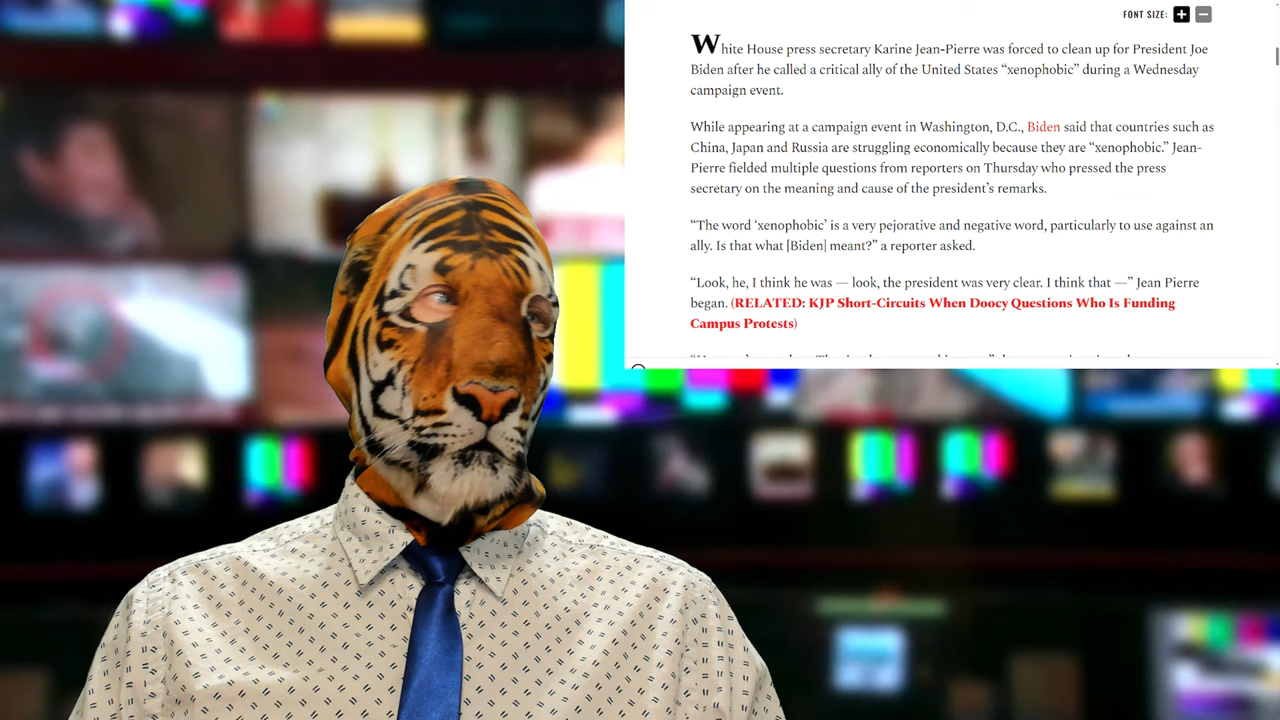 FONT SIZE:
White House press secretary Karine Jean-Pierre was forced to clean up for President Joe
Biden after he called a critical ally of the United States “xenophobic” during a Wednesday
campaign event.
While appearing at a campaign event in Washington, D.C., Biden said that countries such as
China, Japan and Russia are struggling economically because they are “xenophobic.” Jean-
Pierre fielded multiple questions from reporters on Thursday who pressed the press
secretary on the meaning and cause of the president’s remarks.
“The word ‘xenophobic’ is a very pejorative and negative word, particularly to use against an
ally. Is that what [Biden] meant?” a reporter asked.
“Look, he, I think he was — look, the president was very clear. I think that —” Jean Pierre
began. (RELATED: KJP Short-Circuits When Doocy Questions Who Is Funding
Campus Protests)